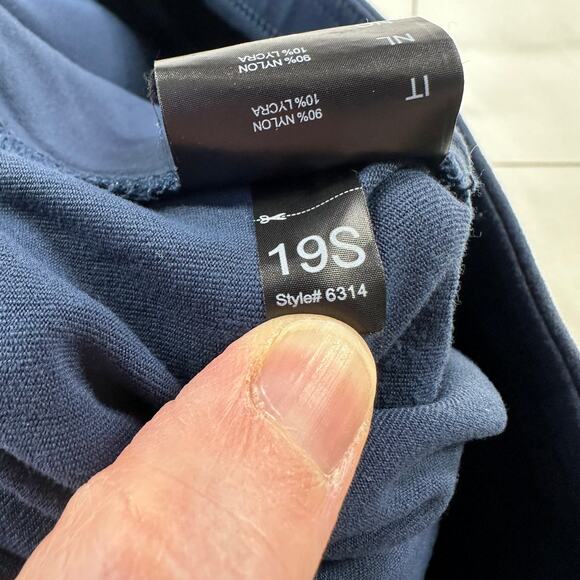 NL
90% NYLON
10% LYCRA
IT
90% NYLON
10% LYCRA
19S
Style# 6314